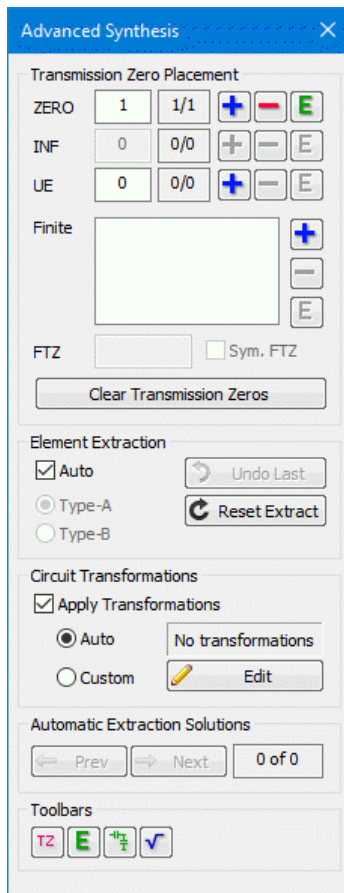 Advanced Synthesis
Transmission Zero Placement
ZERO 1 1/1 E
INF 0 0/0 E
UE 0 0/0 E
Finite
E
FTZ Sym. FTZ
Clear Transmission Zeros
Element Extraction
Auto Undo Last
Type-A Reset Extract
Type-B
Circuit Transformations
Apply Transformations
Auto No transformations
Custom Edit
Automatic Extraction Solutions
Prev Next 0 of 0
Toolbars
TZ E